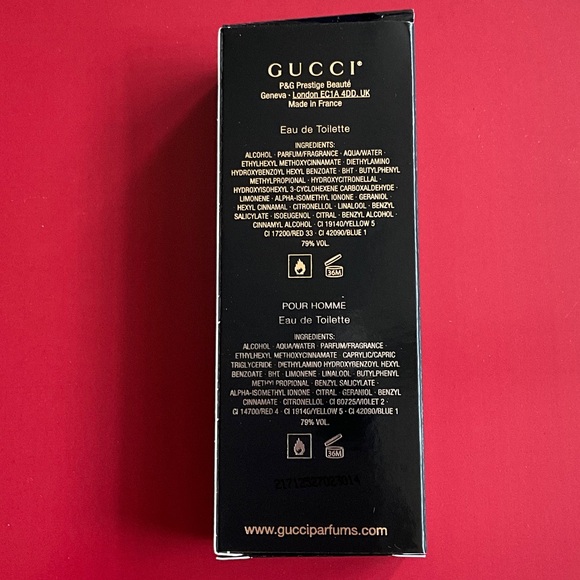 GUCCI®
P&G Prestige Beauté
Geneva · London EC1A 4DD, UK
Made in France
Eau de Toilette
INGREDIENTS:
ALCOHOL · PARFUM/FRAGRANCE · AQUA/WATER ·
ETHYLHEXYL METHOXYCINNAMATE · DIETHYLAMINO
HYDROXYBENZOYL HEXYL BENZOATE · BHT · BUTYLPHENYL
METHYLPROPIONAL · HYDROXYCITRONELLAL ·
HYDROXYISOHEXYL 3-CYCLOHEXENE CARBOXALDEHYDE ·
LIMONENE · ALPHA-ISOMETHYL IONONE · GERANIOL ·
HEXYL CINNAMAL · CITRONELLOL · LINALOOL · BENZYL
SALICYLATE · ISOEUGENOL · CITRAL · BENZYL ALCOHOL ·
CINNAMYL ALCOHOL · CI 19140/YELLOW 5 ·
CI 17200/RED 33 · CI 42090/BLUE 1
79% VOL.
36M
POUR HOMME
Eau de Toilette
INGREDIENTS:
ALCOHOL · AQUA/WATER · PARFUM/FRAGRANCE ·
ETHYLHEXYL METHOXYCINNAMATE · CAPRYLIC/CAPRIC
TRIGLYCERIDE · DIETHYLAMINO HYDROXYBENZOYL HEXYL
BENZOATE · BHT · LIMONENE · LINALOOL · BUTYLPHENYL
METHYLPROPIONAL · BENZYL SALICYLATE ·
ALPHA-ISOMETHYL IONONE · CITRAL · GERANIOL · BENZYL
CINNAMATE · CITRONELLOL · CI 60725/VIOLET 2 ·
CI 14700/RED 4 · CI 19140/YELLOW 5 · CI 42090/BLUE 1
79% VOL.
36M
www.gucciparfums.com